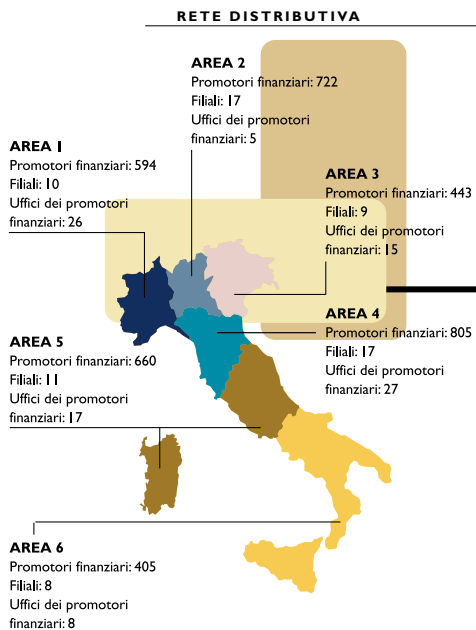 RETE DISTRIBUTIVA
AREA 2
Promotori finanziari: 722
Filiali: 17
Uffici dei promotori
finanziari: 5
AREA 1
Promotori finanziari: 594
Filiali: 10
Uffici dei promotori
finanziari: 26
AREA 3
Promotori finanziari: 443
Filiali: 9
Uffici dei promotori
finanziari: 15
AREA 4
Promotori finanziari: 805
Filiali: 17
Uffici dei promotori
finanziari: 27
AREA 5
Promotori finanziari: 660
Filiali: 11
Uffici dei promotori
finanziari: 17
AREA 6
Promotori finanziari: 405
Filiali: 8
Uffici dei promotori
finanziari: 8